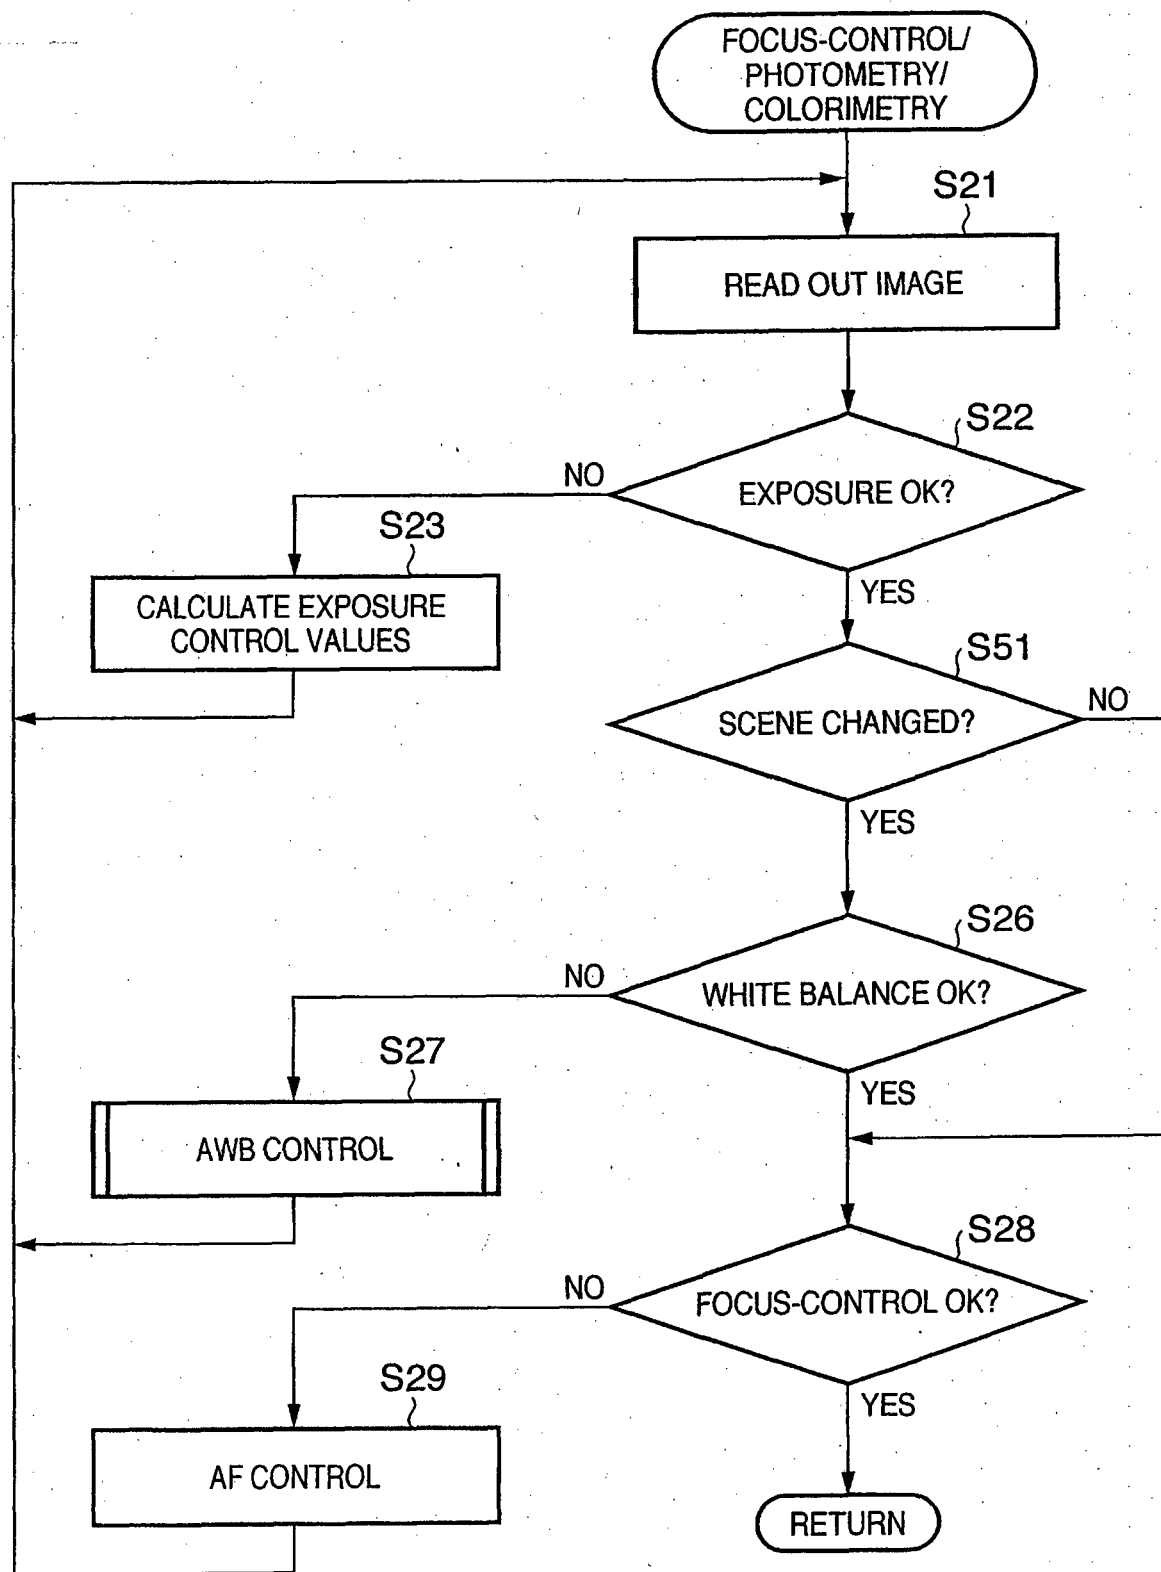 FOCUS-CONTROL/
PHOTOMETRY/
COLORIMETRY
S21
READ OUT IMAGE
S22
NO
EXPOSURE OK?
S23
YES
CALCULATE EXPOSURE
CONTROL VALUES
S51
NO
SCENE CHANGED?
YES
S26
NO
WHITE BALANCE OK?
S27
YES
AWB CONTROL
S28
NO
FOCUS-CONTROL OK?
S29
YES
AF CONTROL
RETURN